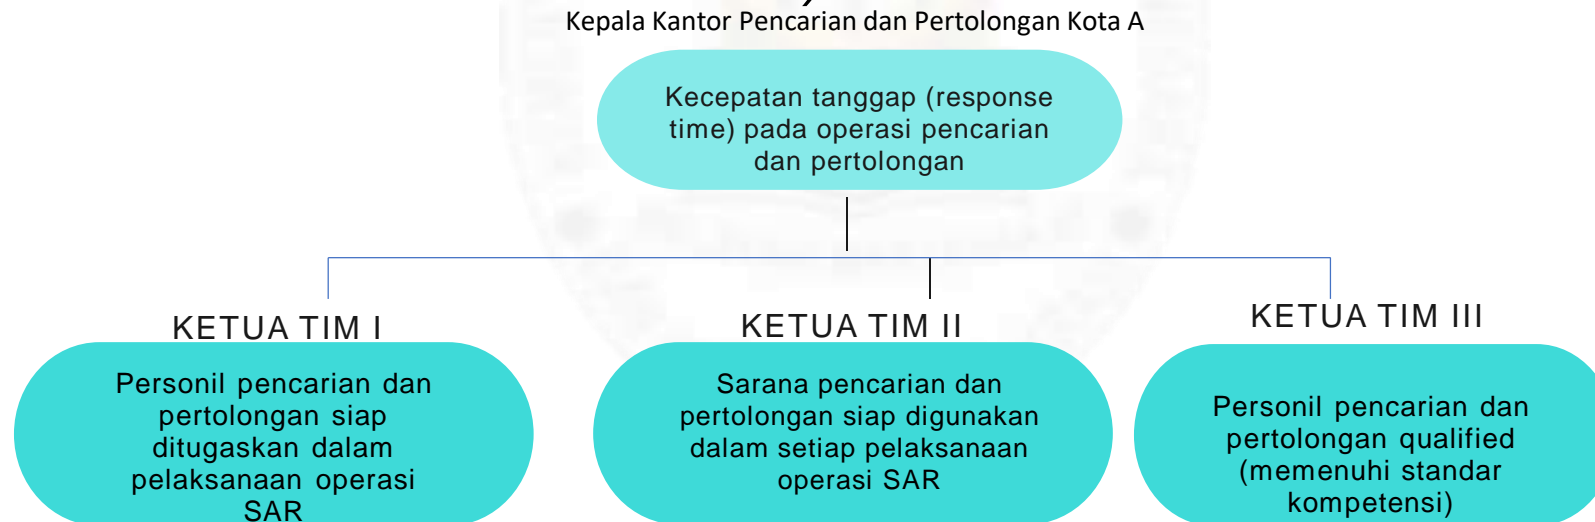 Kepala Kantor Pencarian dan Pertolongan Kota A
Kecepatan tanggap (response
time) pada operasi pencarian
dan pertolongan
KETUA TIM I
Personil pencarian dan
pertolongan siap
ditugaskan dalam
pelaksanaan operasi
SAR
KETUA TIM II
Sarana pencarian dan
pertolongan siap digunakan
dalam setiap pelaksanaan
operasi SAR
KETUA TIM III
Personil pencarian dan
pertolongan qualified
(memenuhi standar
kompetensi)